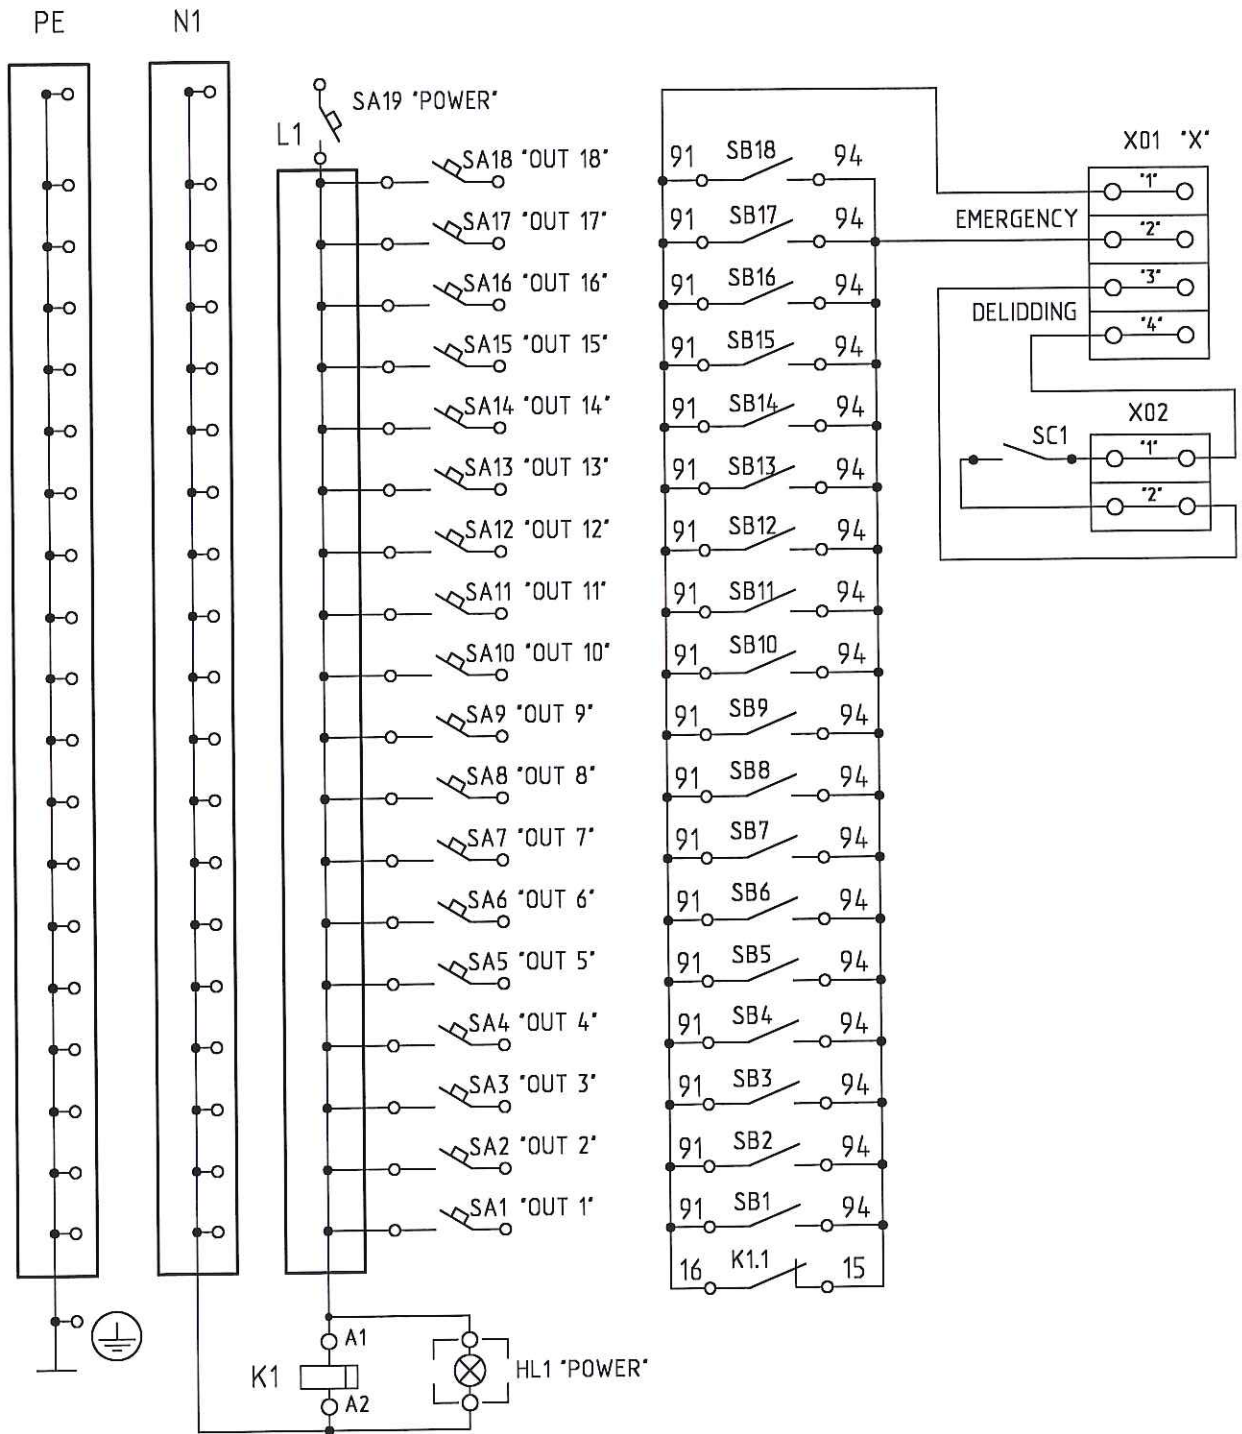 PE
N1
SA19 "POWER"
L1
SA18 "OUT 18"
SA17 "OUT 17"
SA16 "OUT 16"
SA15 "OUT 15"
SA14 "OUT 14"
SA13 "OUT 13"
SA12 "OUT 12"
SA11 "OUT 11"
SA10 "OUT 10"
SA9 "OUT 9"
SA8 "OUT 8"
SA7 "OUT 7"
SA6 "OUT 6"
SA5 "OUT 5"
SA4 "OUT 4"
SA3 "OUT 3"
SA2 "OUT 2"
SA1 "OUT 1"
A1
K1
A2
HL1 "POWER"
91 SB18 94
91 SB17 94
91 SB16 94
91 SB15 94
91 SB14 94
91 SB13 94
91 SB12 94
91 SB11 94
91 SB10 94
91 SB9 94
91 SB8 94
91 SB7 94
91 SB6 94
91 SB5 94
91 SB4 94
91 SB3 94
91 SB2 94
91 SB1 94
16 K1.1 15
X01 "X"
"1"
EMERGENCY
"2"
"3"
DELIDDING
"4"
X02
SC1
"1"
"2"